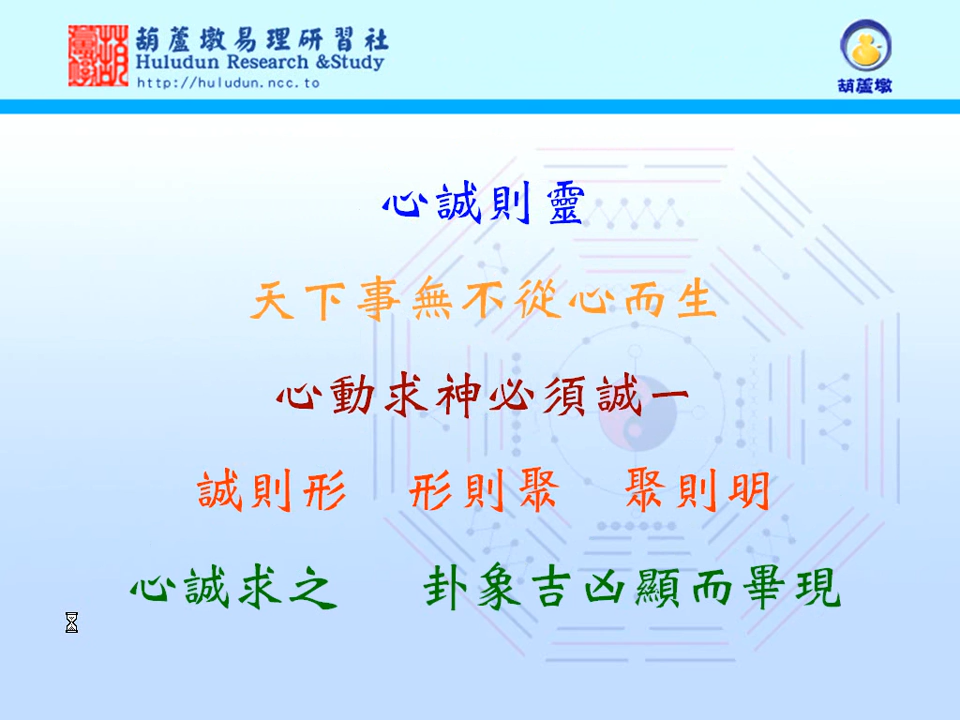 葫蘆墩易理研習社
Huludun Research &Study
http://huludun.ncc.to
葫蘆墩
心誠則靈
天下事無不從心而生
心動求神必須誠一
誠則形 形則聚 聚則明
心誠求之 卦象吉凶顯而畢現